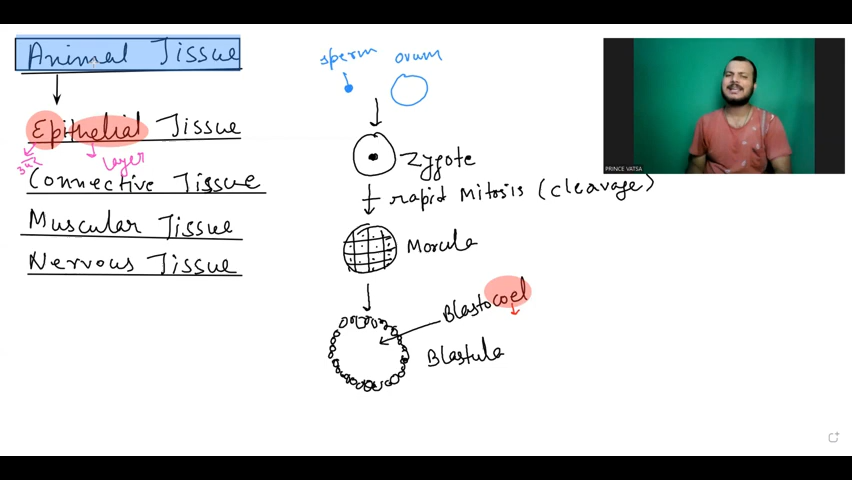 Animal Tissue
Epithelial Tissue
ऊपर layer
Connective Tissue
Muscular Tissue
Nervous Tissue
sperm ovum
Zygote
rapid Mitosis (cleavage)
Morula
Blastocoel
Blastula
PRINCE VATSA